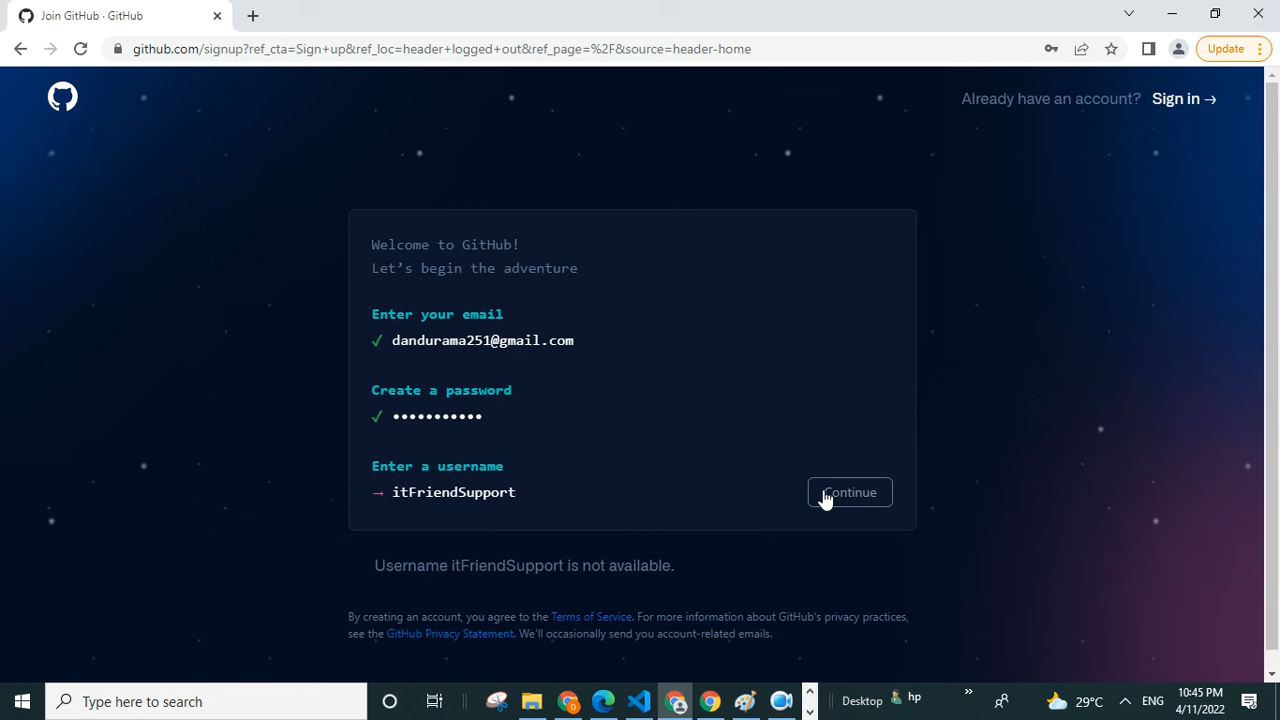 Join GitHub · GitHub
github.com/signup?ref_cta=Sign+up&ref_loc=header+logged+out&ref_page=%2F&source=header-home
Update
Already have an account? Sign in →
Welcome to GitHub!
Let’s begin the adventure
Enter your email
✓ dandurama251@gmail.com
Create a password
✓ •••••••••••
Enter a username
→ itFriendSupport
Continue
Username itFriendSupport is not available.
By creating an account, you agree to the Terms of Service. For more information about GitHub's privacy practices,
see the GitHub Privacy Statement. We'll occasionally send you account-related emails.
Type here to search
Desktop
hp
29°C
ENG
10:45 PM
4/11/2022